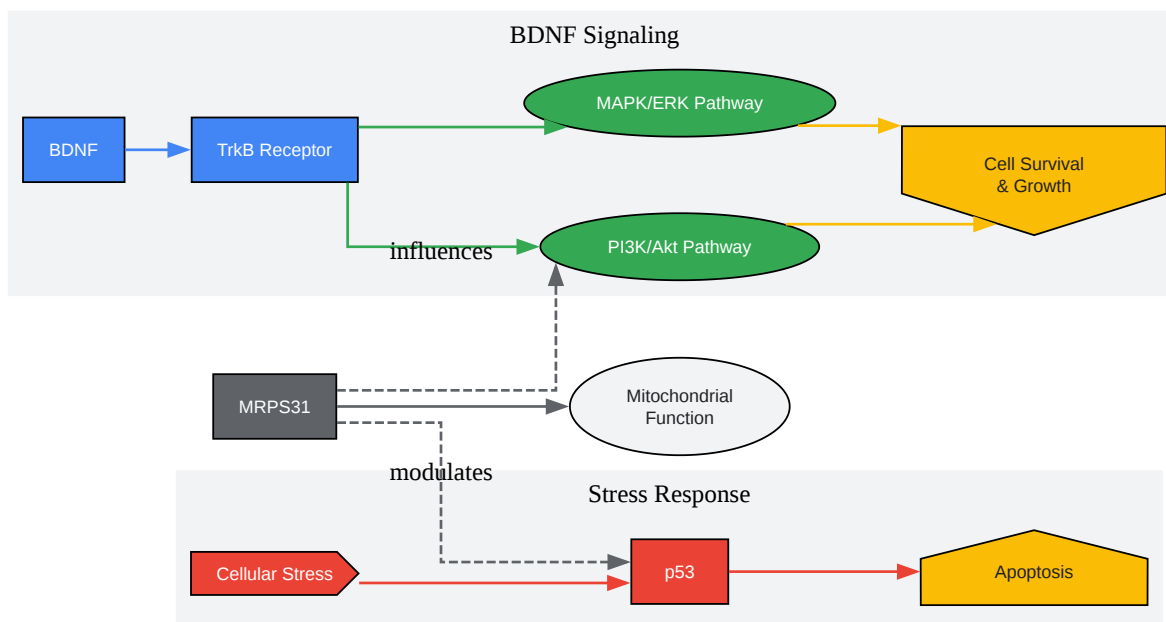 BDNF Signaling
MAPK/ERK Pathway
BDNF
TrkB Receptor
Cell Survival
& Growth
influences
PI3K/Akt Pathway
MRPS31
Mitochondrial
Function
modulates
Stress Response
Cellular Stress
p53
Apoptosis